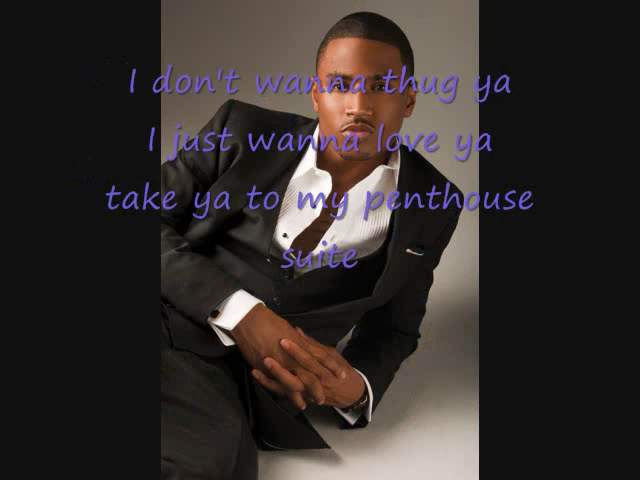 I don't wanna thug ya
I just wanna love ya
take ya to my penthouse
suite